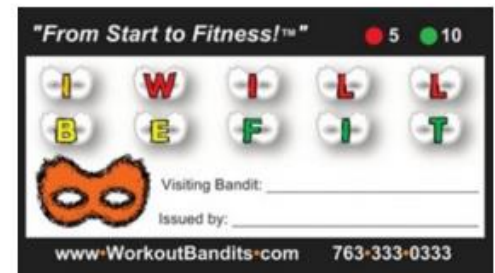 "From Start to Fitness!™" 5 10
I W I L L
B E F I T
Visiting Bandit:
Issued by:
www•WorkoutBandits•com 763•333•0333